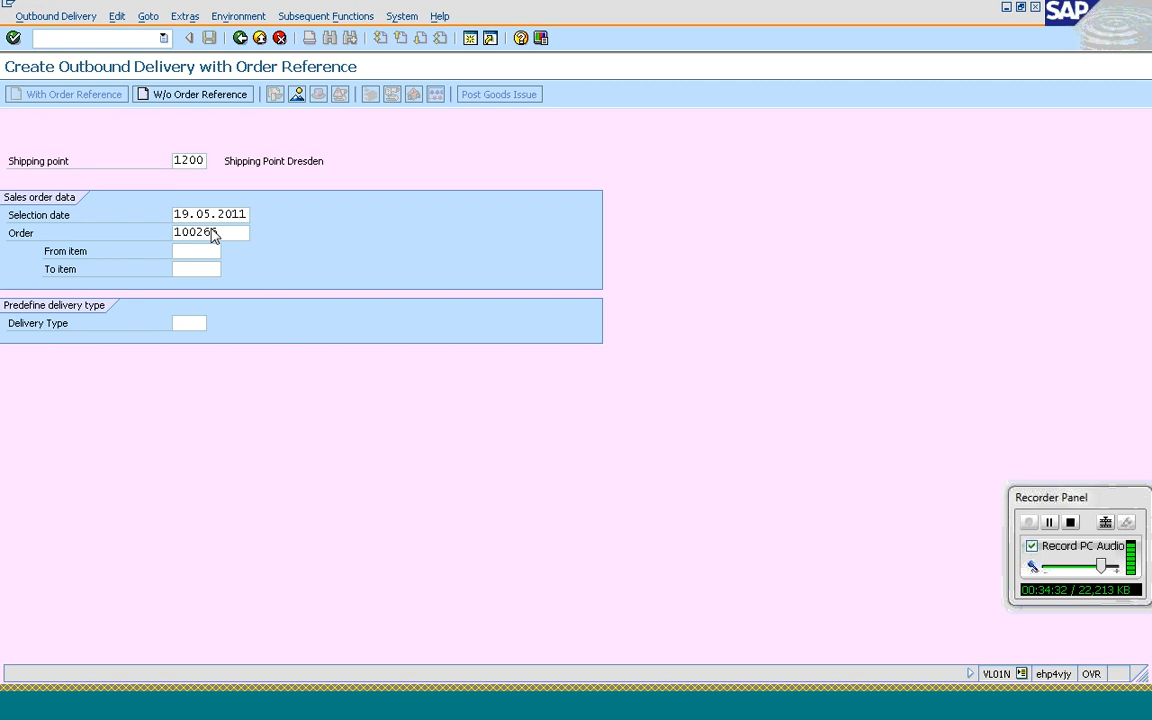 Outbound Delivery Edit Goto Extras Environment Subsequent Functions System Help
SAP
Create Outbound Delivery with Order Reference
With Order Reference W/o Order Reference Post Goods Issue
Shipping point 1200 Shipping Point Dresden
Sales order data
Selection date 19.05.2011
Order
From item
To item
Predefine delivery type
Delivery Type
Recorder Panel
Record PC Audio
00:34:32 / 22,213 KB
VL01N ehp4vjy OVR